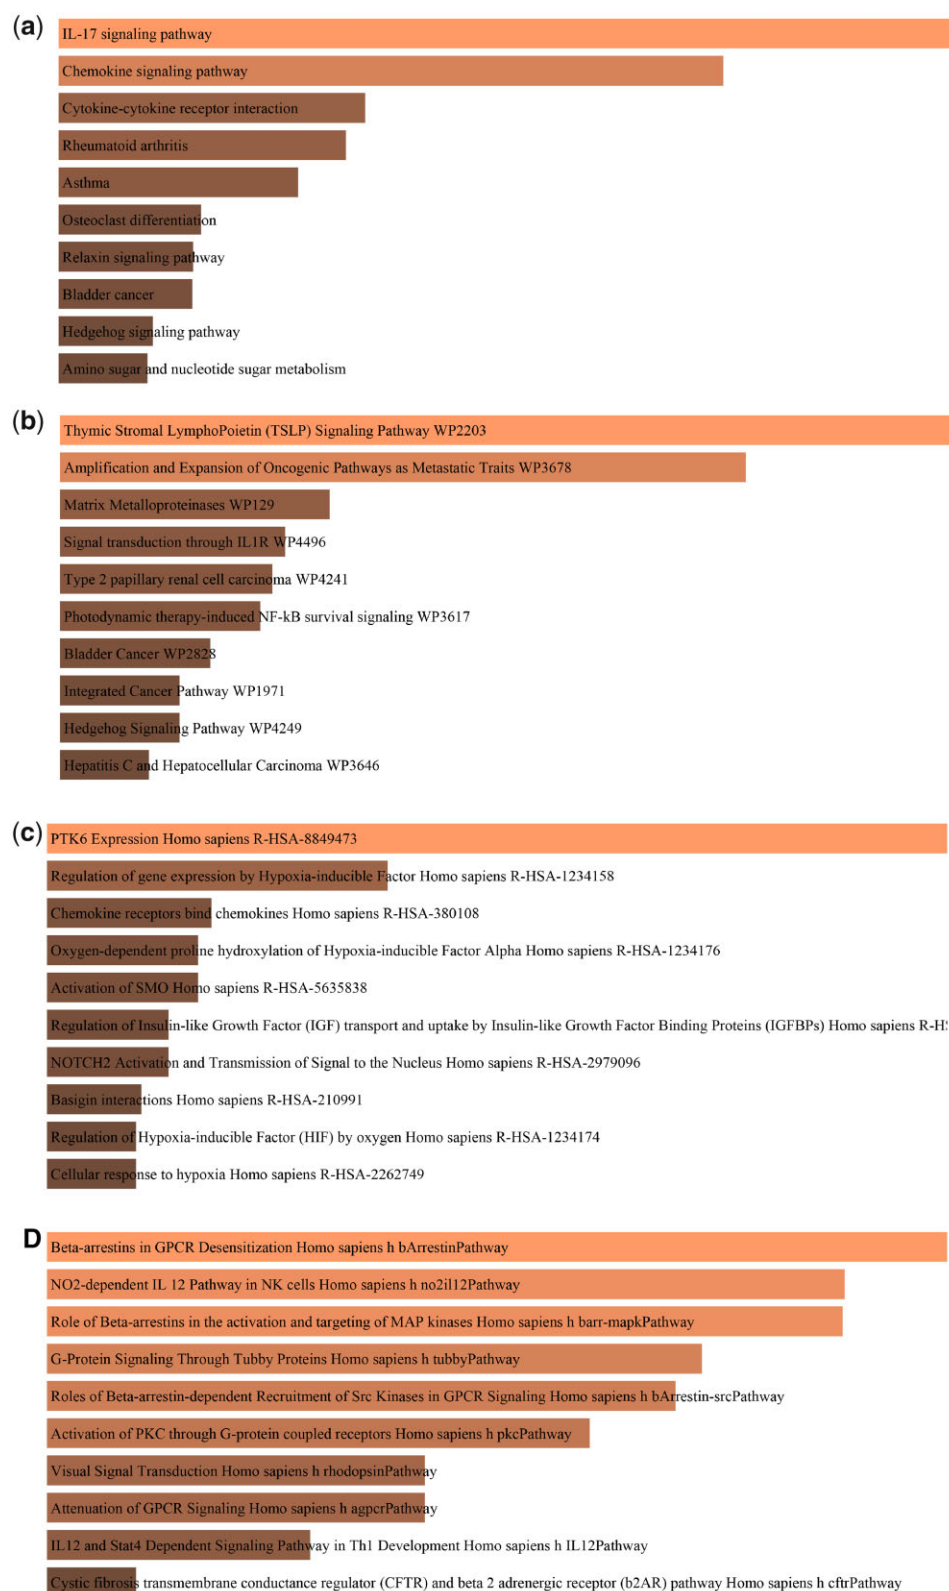 (a)
IL-17 signaling pathway
Chemokine signaling pathway
Cytokine-cytokine receptor interaction
Rheumatoid arthritis
Asthma
Osteoclast differentiation
Relaxin signaling pathway
Bladder cancer
Hedgehog signaling pathway
Amino sugar and nucleotide sugar metabolism
(b)
Thymic Stromal LymphoPoietin (TSLP) Signaling Pathway WP2203
Amplification and Expansion of Oncogenic Pathways as Metastatic Traits WP3678
Matrix Metalloproteinases WP129
Signal transduction through IL1R WP4496
Type 2 papillary renal cell carcinoma WP4241
Photodynamic therapy-induced NF-kB survival signaling WP3617
Bladder Cancer WP2828
Integrated Cancer Pathway WP1971
Hedgehog Signaling Pathway WP4249
Hepatitis C and Hepatocellular Carcinoma WP3646
(c)
PTK6 Expression Homo sapiens R-HSA-8849473
Regulation of gene expression by Hypoxia-inducible Factor Homo sapiens R-HSA-1234158
Chemokine receptors bind chemokines Homo sapiens R-HSA-380108
Oxygen-dependent proline hydroxylation of Hypoxia-inducible Factor Alpha Homo sapiens R-HSA-1234176
Activation of SMO Homo sapiens R-HSA-5635838
Regulation of Insulin-like Growth Factor (IGF) transport and uptake by Insulin-like Growth Factor Binding Proteins (IGFBPs) Homo sapiens
NOTCH2 Activation and Transmission of Signal to the Nucleus Homo sapiens R-HSA-2979096
Basigin interactions Homo sapiens R-HSA-210991
Regulation of Hypoxia-inducible Factor (HIF) by oxygen Homo sapiens R-HSA-1234174
Cellular response to hypoxia Homo sapiens R-HSA-2262749
D
Beta-arrestins in GPCR Desensitization Homo sapiens h bArrestinPathway
NO2-dependent IL 12 Pathway in NK cells Homo sapiens h no2il12Pathway
Role of Beta-arrestins in the activation and targeting of MAP kinases Homo sapiens h barr-mapkPathway
G-Protein Signaling Through Tubby Proteins Homo sapiens h tubbyPathway
Roles of Beta-arrestin-dependent Recruitment of Src Kinases in GPCR Signaling Homo sapiens h bArrestin-srcPathway
Activation of PKC through G-protein coupled receptors Homo sapiens h pkcPathway
Visual Signal Transduction Homo sapiens h rhodopsinPathway
Attenuation of GPCR Signaling Homo sapiens h agpcrPathway
IL12 and Stat4 Dependent Signaling Pathway in Th1 Development Homo sapiens h IL12Pathway
Cystic fibrosis transmembrane conductance regulator (CFTR) and beta 2 adrenergic receptor (b2AR) pathway Homo sapiens h cftrPathway